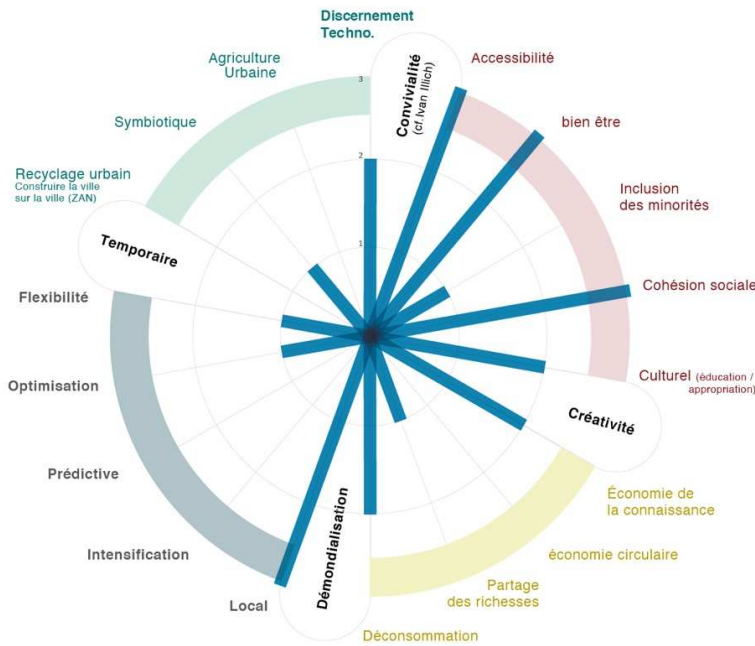 Discernement
Techno.
Convivialité
(cf.Ivan Illich)
Accessibilité
bien être
Inclusion
des minorités
Cohésion sociale
Culturel (éducation /
appropriation)
Créativité
Économie de
la connaissance
économie circulaire
Partage
des richesses
Déconsommation
Démondialisation
Local
Intensification
Prédictive
Optimisation
Flexibilité
Temporaire
Recyclage urbain
Construire la ville
sur la ville (ZAN)
Symbiotique
Agriculture
Urbaine
3
2
1